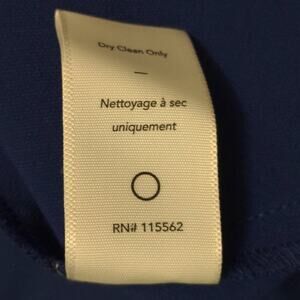 Dry Clean Only
—
Nettoyage à sec
uniquement
RN# 115562